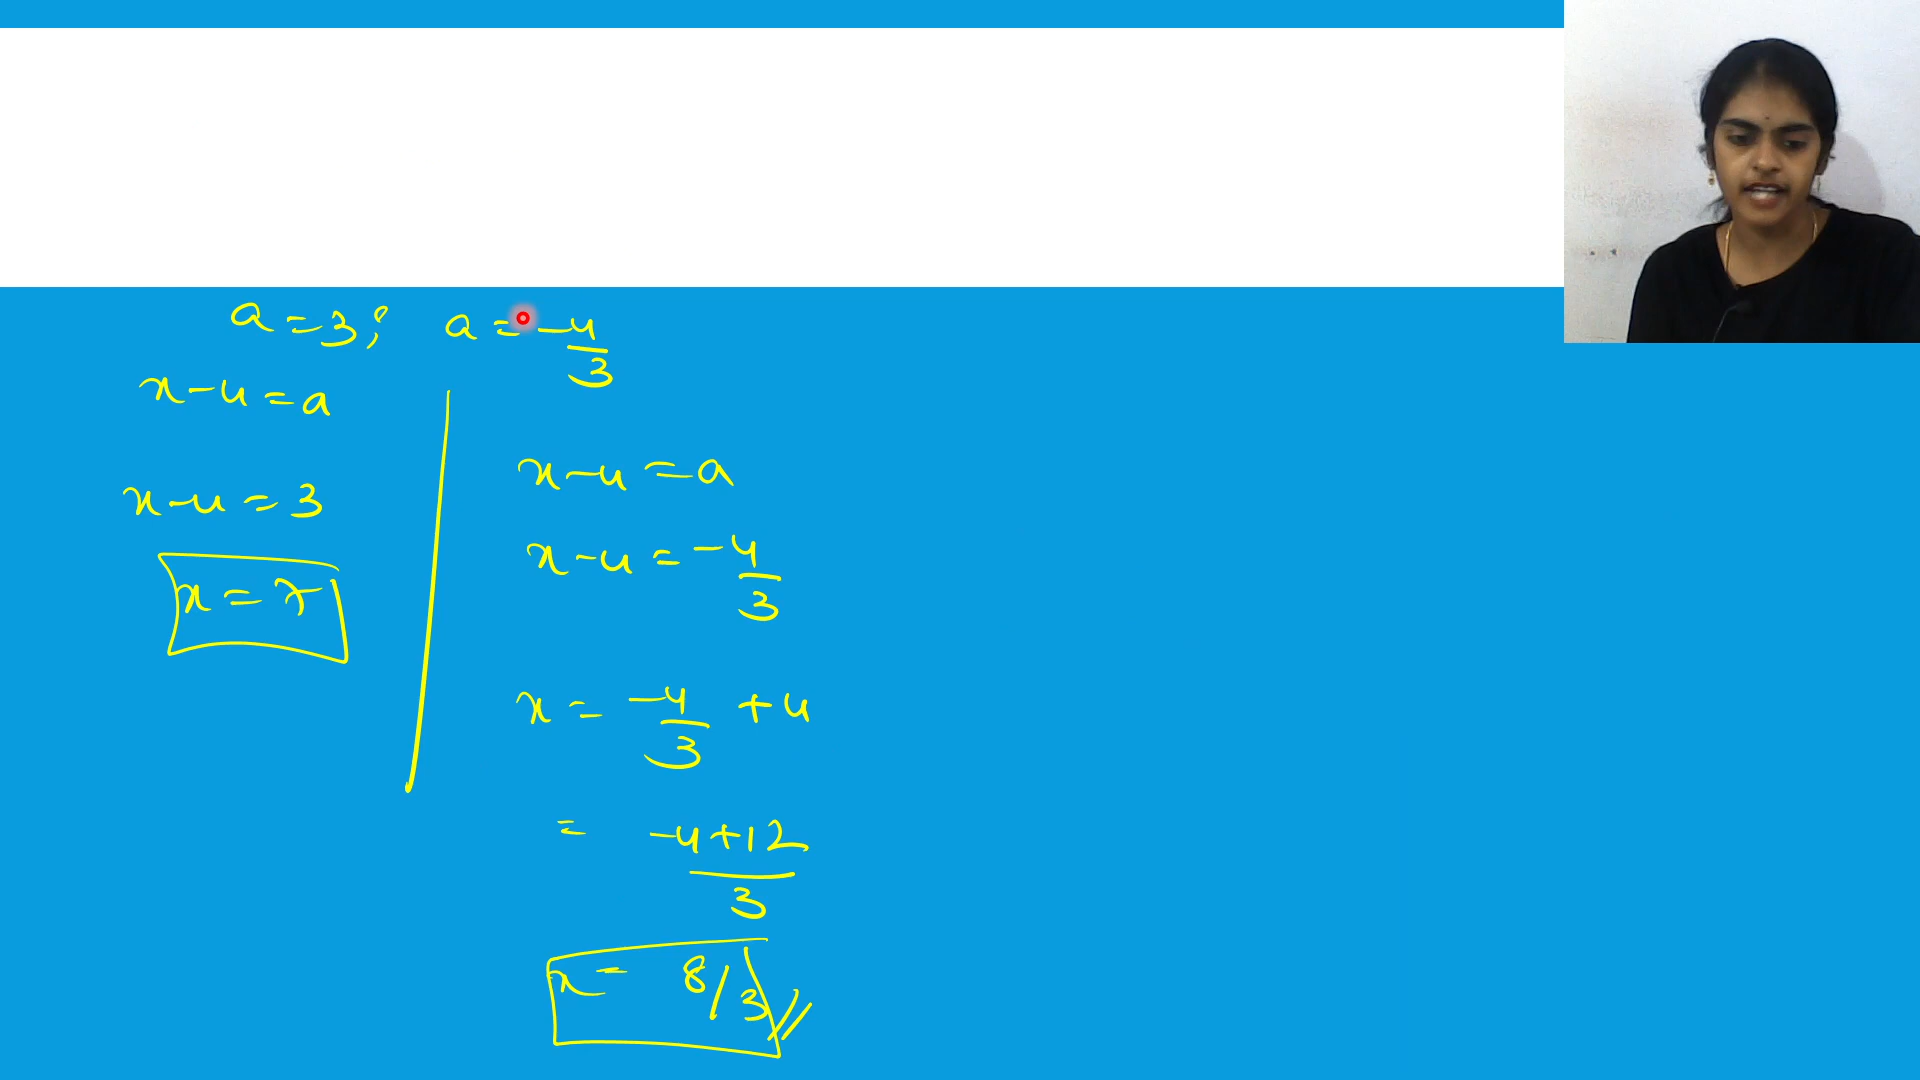 a = 3; a = -4/3
x-4 = a
x-4 = 3
x = 7
x-4 = a
x-4 = -4/3
x = -4/3 + 4
= -4+12/3
x = 8/3